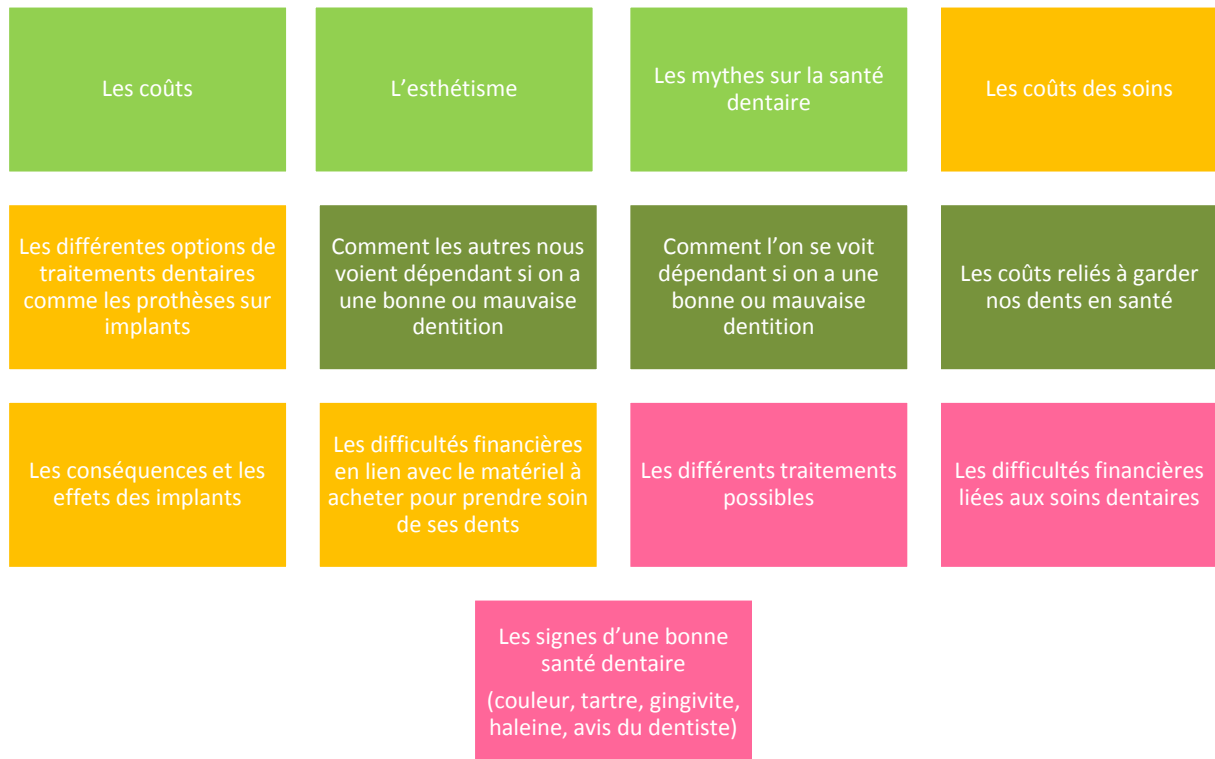 Les coûts
L’esthétisme
Les mythes sur la santé
dentaire
Les coûts des soins
Les différentes options de
traitements dentaires
comme les prothèses sur
implants
Comment les autres nous
voient dépendant si on a
une bonne ou mauvaise
dentition
Comment l’on se voit
dépendant si on a une
bonne ou mauvaise
dentition
Les coûts reliés à garder
nos dents en santé
Les conséquences et les
effets des implants
Les difficultés financières
en lien avec le matériel à
acheter pour prendre soin
de ses dents
Les différents traitements
possibles
Les difficultés financières
liées aux soins dentaires
Les signes d’une bonne
santé dentaire
(couleur, tartre, gingivite,
haleine, avis du dentiste)